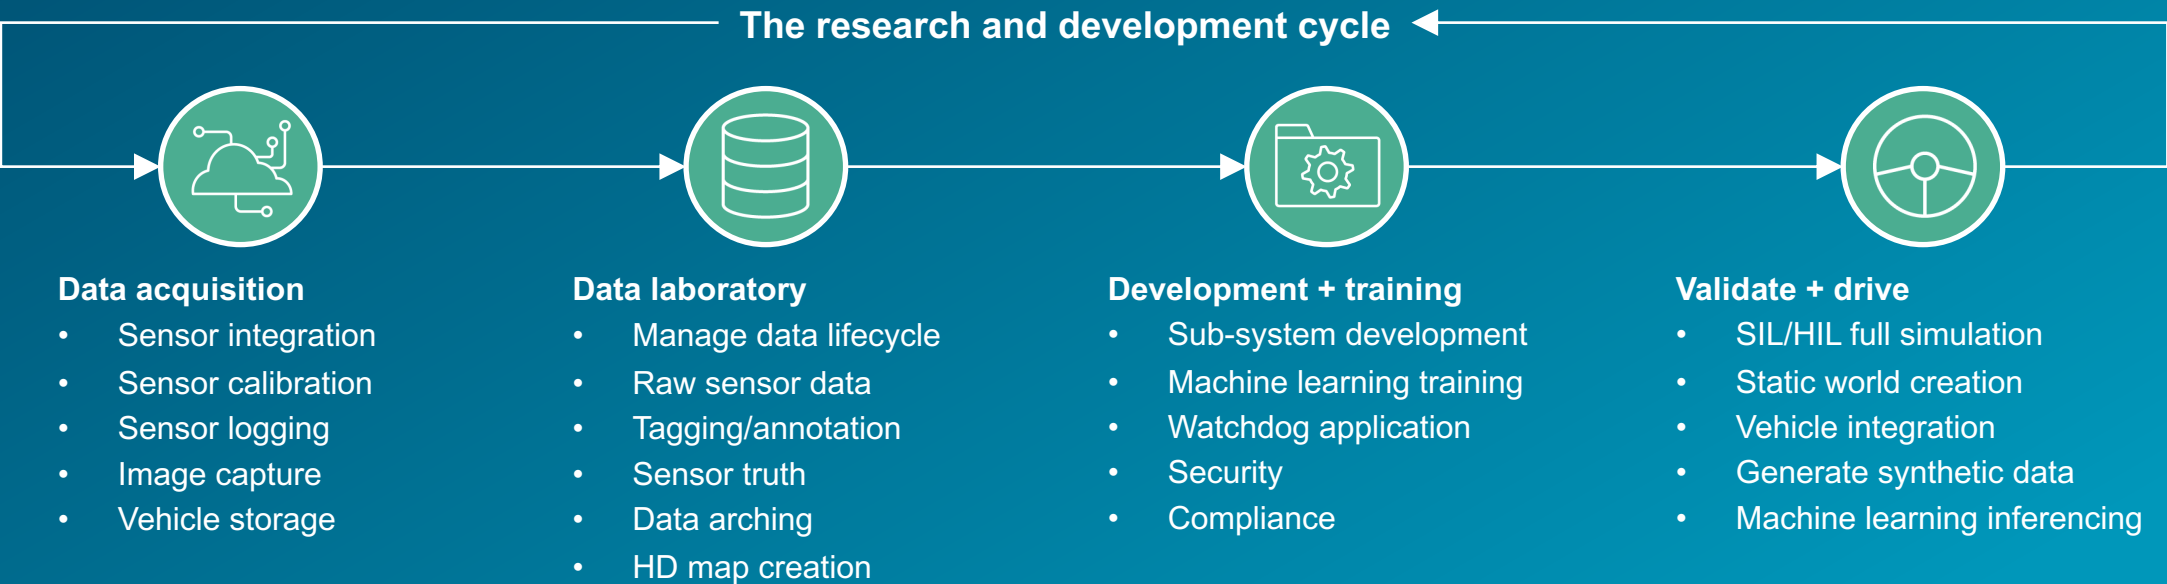 The research and development cycle
Data acquisition
• Sensor integration
• Sensor calibration
• Sensor logging
• Image capture
• Vehicle storage
Data laboratory
• Manage data lifecycle
• Raw sensor data
• Tagging/annotation
• Sensor truth
• Data arching
• HD map creation
Development + training
• Sub-system development
• Machine learning training
• Watchdog application
• Security
• Compliance
Validate + drive
• SIL/HIL full simulation
• Static world creation
• Vehicle integration
• Generate synthetic data
• Machine learning inferencing